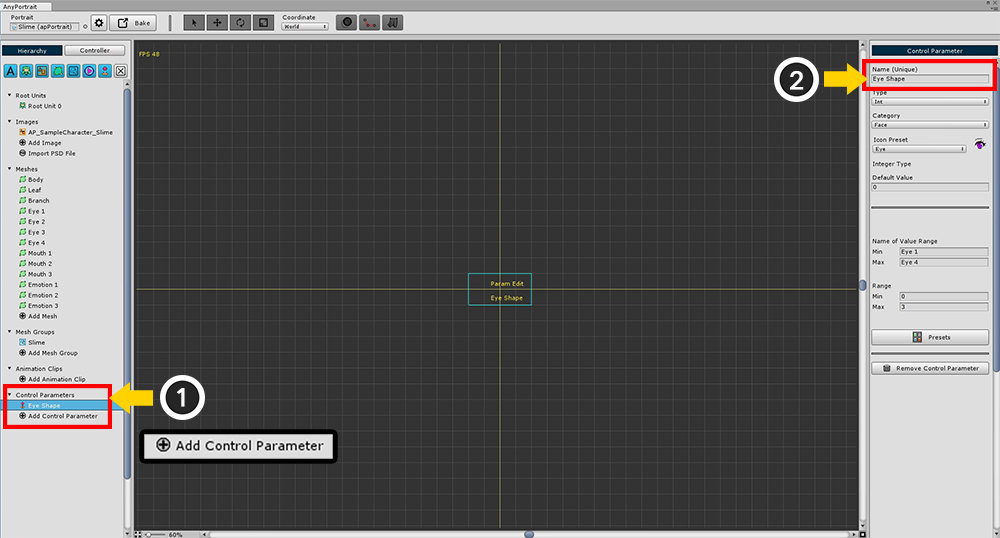 AnyPortrait
Portrait
Slime (apPortrait)
Bake
Coordinate
World
Hierarchy
Controller
A
Root Units
Root Unit 0
Images
AP_SampleCharacter_Slime
Add Image
Import PSD File
Meshes
Body
Leaf
Branch
Eye 1
Eye 2
Eye 3
Eye 4
Mouth 1
Mouth 2
Mouth 3
Emotion 1
Emotion 2
Emotion 3
Add Mesh
Mesh Groups
Slime
Add Mesh Group
Animation Clips
Add Animation Clip
Control Parameters
Eye Shape
Add Control Parameter
1
Add Control Parameter
FPS 48
Param Edit
Eye Shape
60%
2
Control Parameter
Name (Unique)
Eye Shape
Type
Int
Category
Face
Icon Preset
Eye
Integer Type
Default Value
0
Name of Value Range
Min Eye 1
Max Eye 4
Range
Min 0
Max 3
Presets
Remove Control Parameter